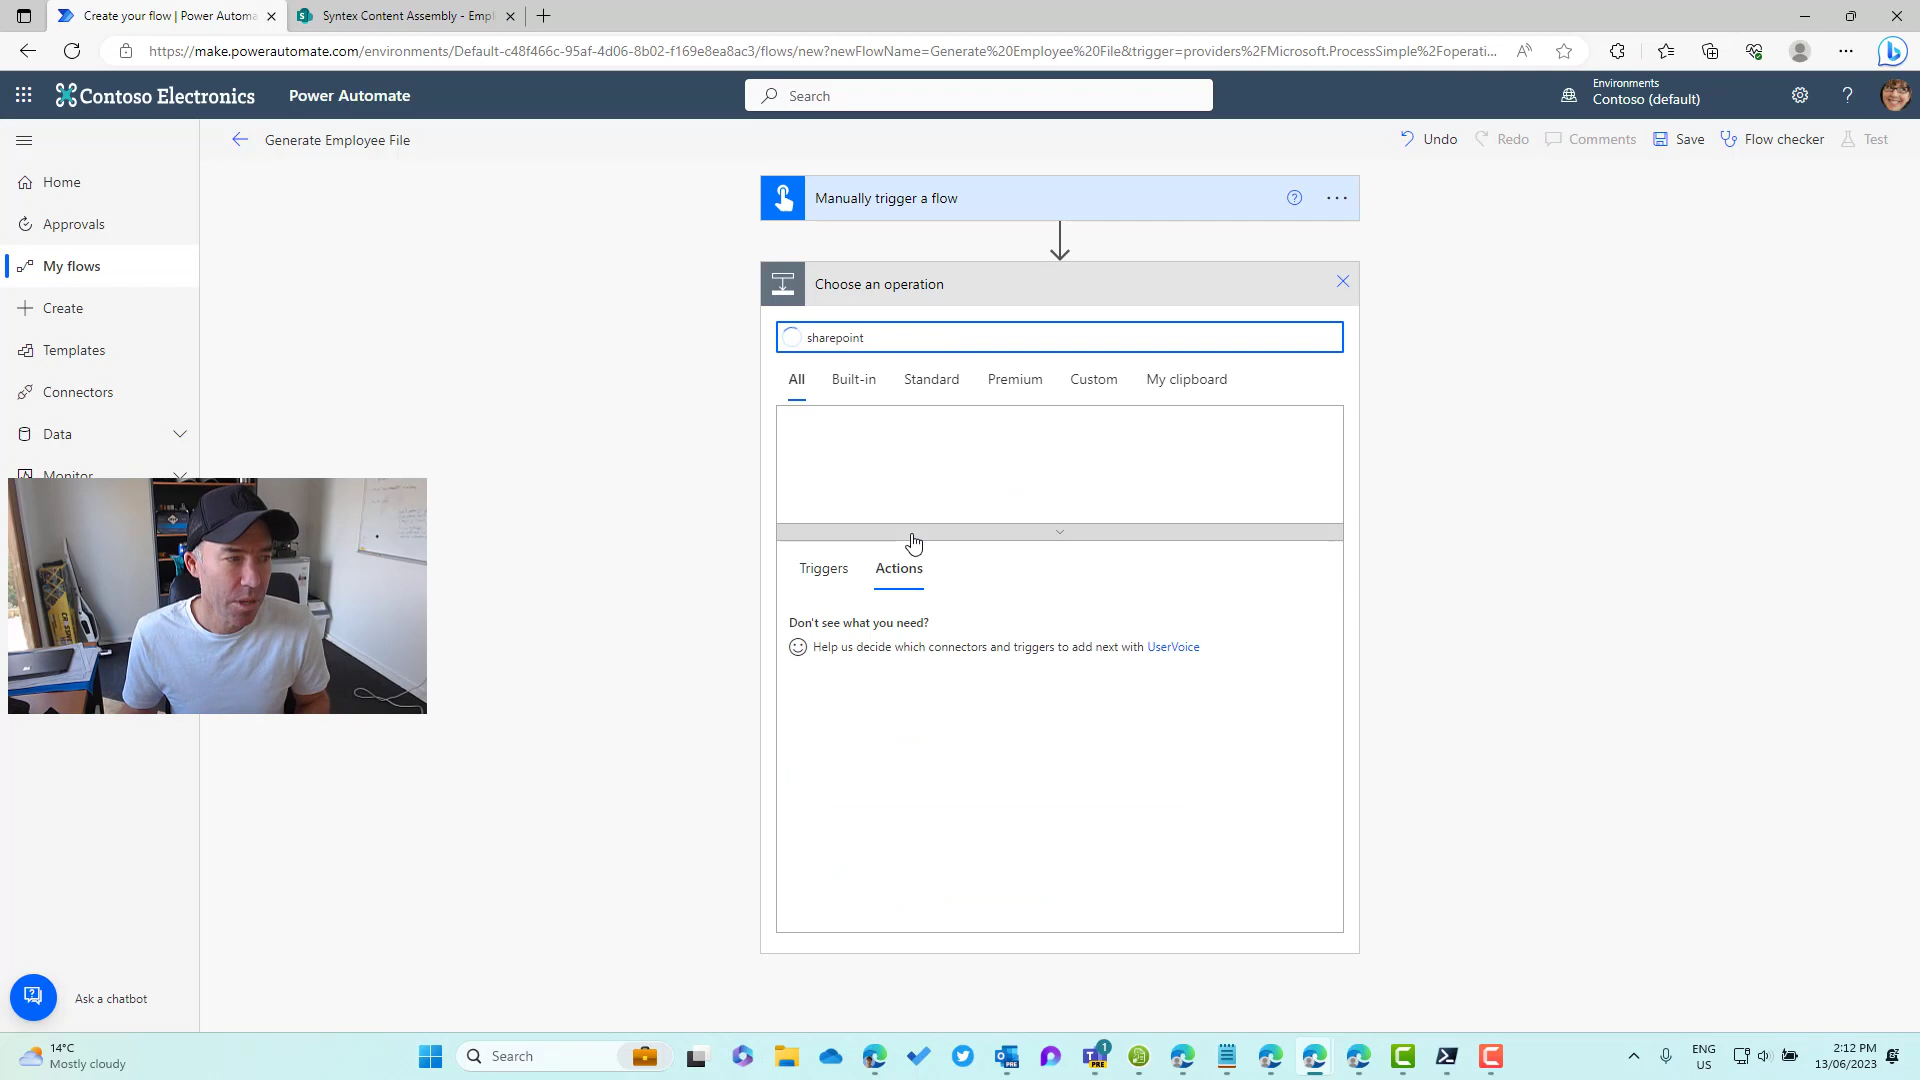 Create your flow | Power Automa
Syntex Content Assembly - Empl
https://make.powerautomate.com/environments/Default-c48f466c-95af-4d06-8b02-f169e8ea8ac3/flows/new?newFlowName=Generate%20Employee%20File&trigger=providers%2FMicrosoft.ProcessSimple%2Foperati...
Contoso Electronics
Power Automate
Search
Environments
Contoso (default)
Generate Employee File
Undo
Redo
Comments
Save
Flow checker
Test
Home
Approvals
My flows
Create
Templates
Connectors
Data
Monitor
Manually trigger a flow
Choose an operation
sharepoint
All
Built-in
Standard
Premium
Custom
My clipboard
Triggers
Actions
Don't see what you need?
Help us decide which connectors and triggers to add next with UserVoice
Ask a chatbot
14°C
Mostly cloudy
Search
PRE
1
PRE
ENG
US
2:12 PM
13/06/2023